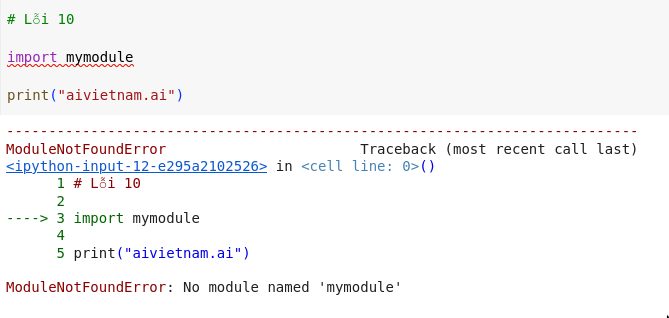 # Lỗi 10
import mymodule
print("aivietnam.ai")
---------------------------------------------------------------------------
ModuleNotFoundError                       Traceback (most recent call last)
<ipython-input-12-e295a2102526> in <cell line: 0>()
      1 # Lỗi 10
      2
----> 3 import mymodule
      4
      5 print("aivietnam.ai")
ModuleNotFoundError: No module named 'mymodule'